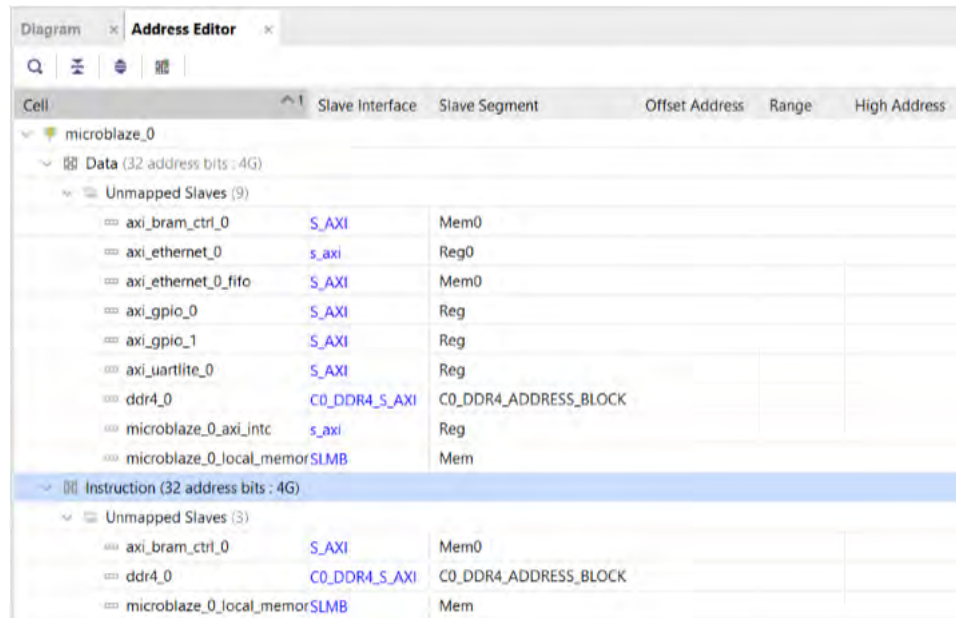 Diagram × Address Editor ×
Cell 1 Slave Interface Slave Segment Offset Address Range High Address
microblaze_0
Data (32 address bits : 4G)
Unmapped Slaves (9)
axi_bram_ctrl_0 S_AXI Mem0
axi_ethernet_0 s_axi Reg0
axi_ethernet_0_fifo S_AXI Mem0
axi_gpio_0 S_AXI Reg
axi_gpio_1 S_AXI Reg
axi_uartlite_0 S_AXI Reg
ddr4_0 C0_DDR4_S_AXI C0_DDR4_ADDRESS_BLOCK
microblaze_0_axi_intc s_axi Reg
microblaze_0_local_memor SLMB Mem
Instruction (32 address bits : 4G)
Unmapped Slaves (3)
axi_bram_ctrl_0 S_AXI Mem0
ddr4_0 C0_DDR4_S_AXI C0_DDR4_ADDRESS_BLOCK
microblaze_0_local_memor SLMB Mem